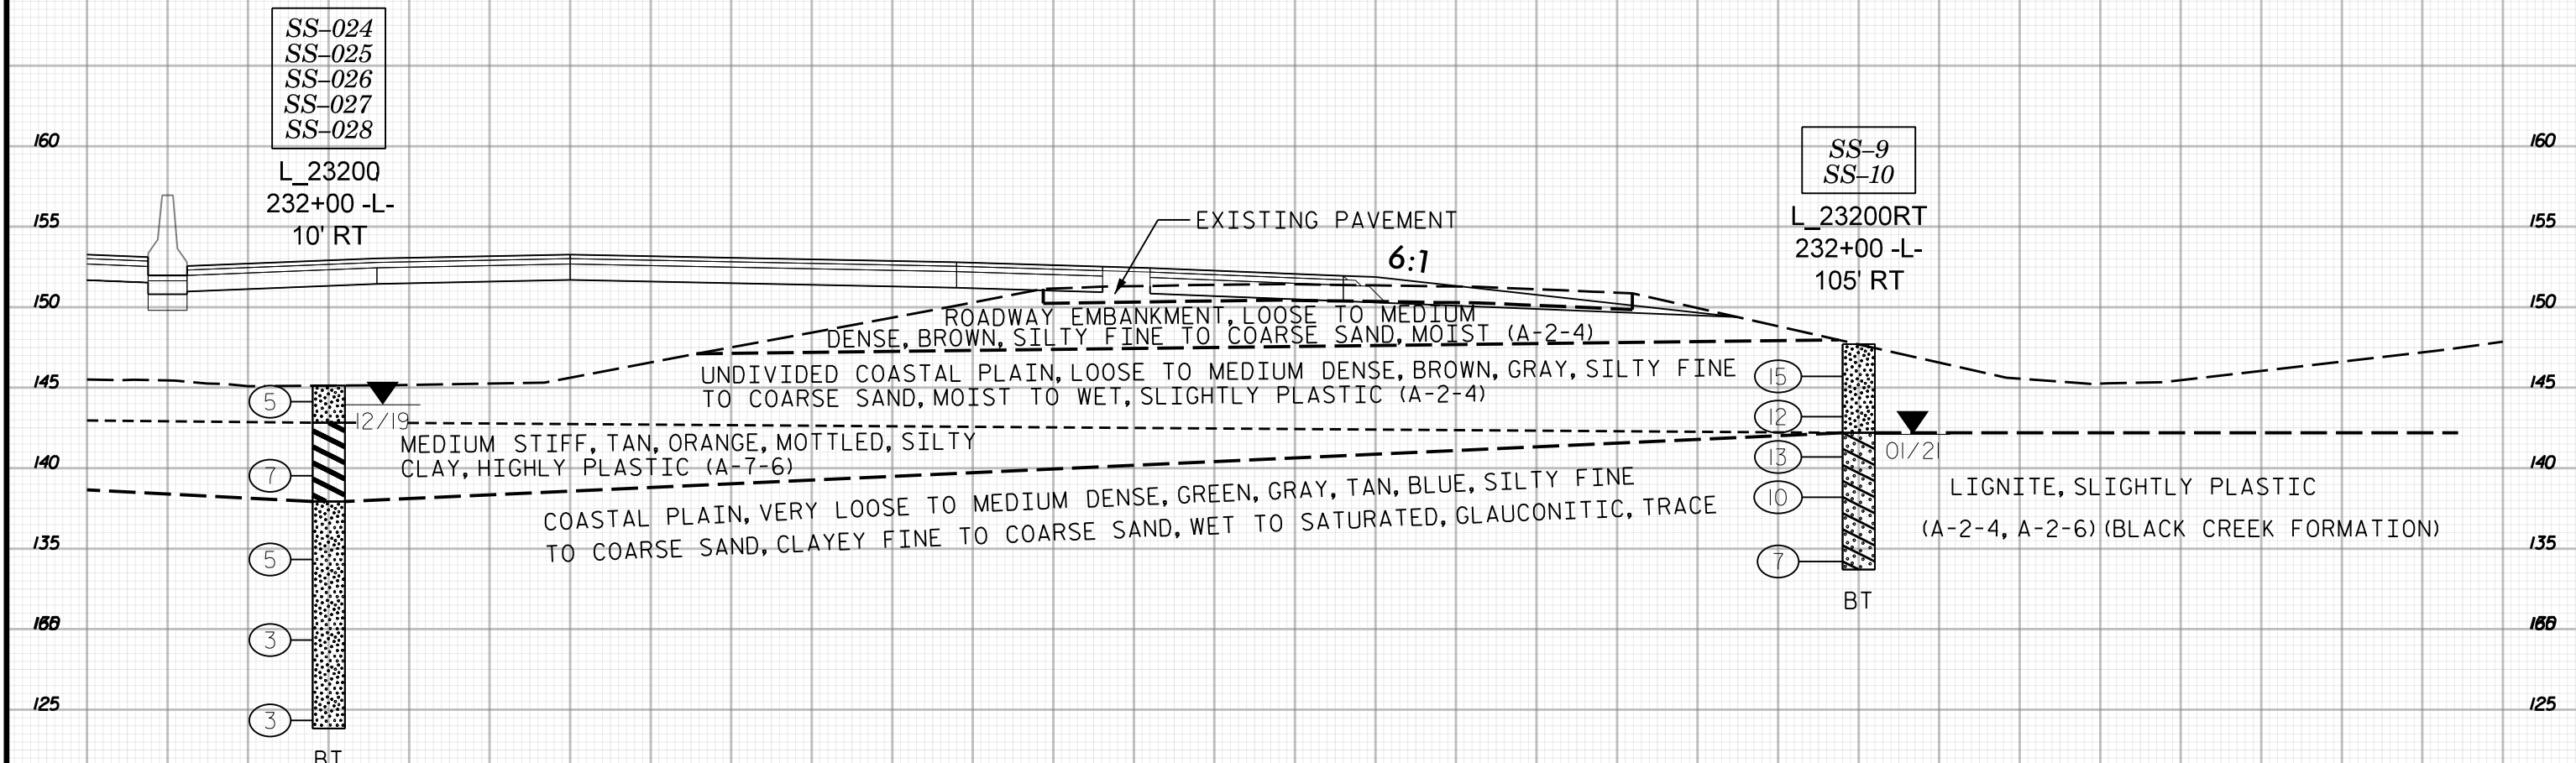 SS-024
SS-025
SS-026
SS-027
SS-028
L_23200
232+00 -L-
10' RT
SS-9
SS-10
L_23200RT
232+00 -L-
105' RT
160
160
155
155
EXISTING PAVEMENT
6:1
150
150
ROADWAY EMBANKMENT, LOOSE TO MEDIUM
DENSE, BROWN, SILTY FINE TO COARSE SAND, MOIST (A-2-4)
UNDIVIDED COASTAL PLAIN, LOOSE TO MEDIUM DENSE, BROWN, GRAY, SILTY FINE
TO COARSE SAND, MOIST TO WET, SLIGHTLY PLASTIC (A-2-4)
145
145
5
12/19
15
12
MEDIUM STIFF, TAN, ORANGE, MOTTLED, SILTY
CLAY, HIGHLY PLASTIC (A-7-6)
01/21
140
140
7
13
10
COASTAL PLAIN, VERY LOOSE TO MEDIUM DENSE, GREEN, GRAY, TAN, BLUE, SILTY FINE
TO COARSE SAND, CLAYEY FINE TO COARSE SAND, WET TO SATURATED, GLAUCONITIC, TRACE
LIGNITE, SLIGHTLY PLASTIC
(A-2-4, A-2-6) (BLACK CREEK FORMATION)
135
135
5
7
BT
3
125
125
3
BT